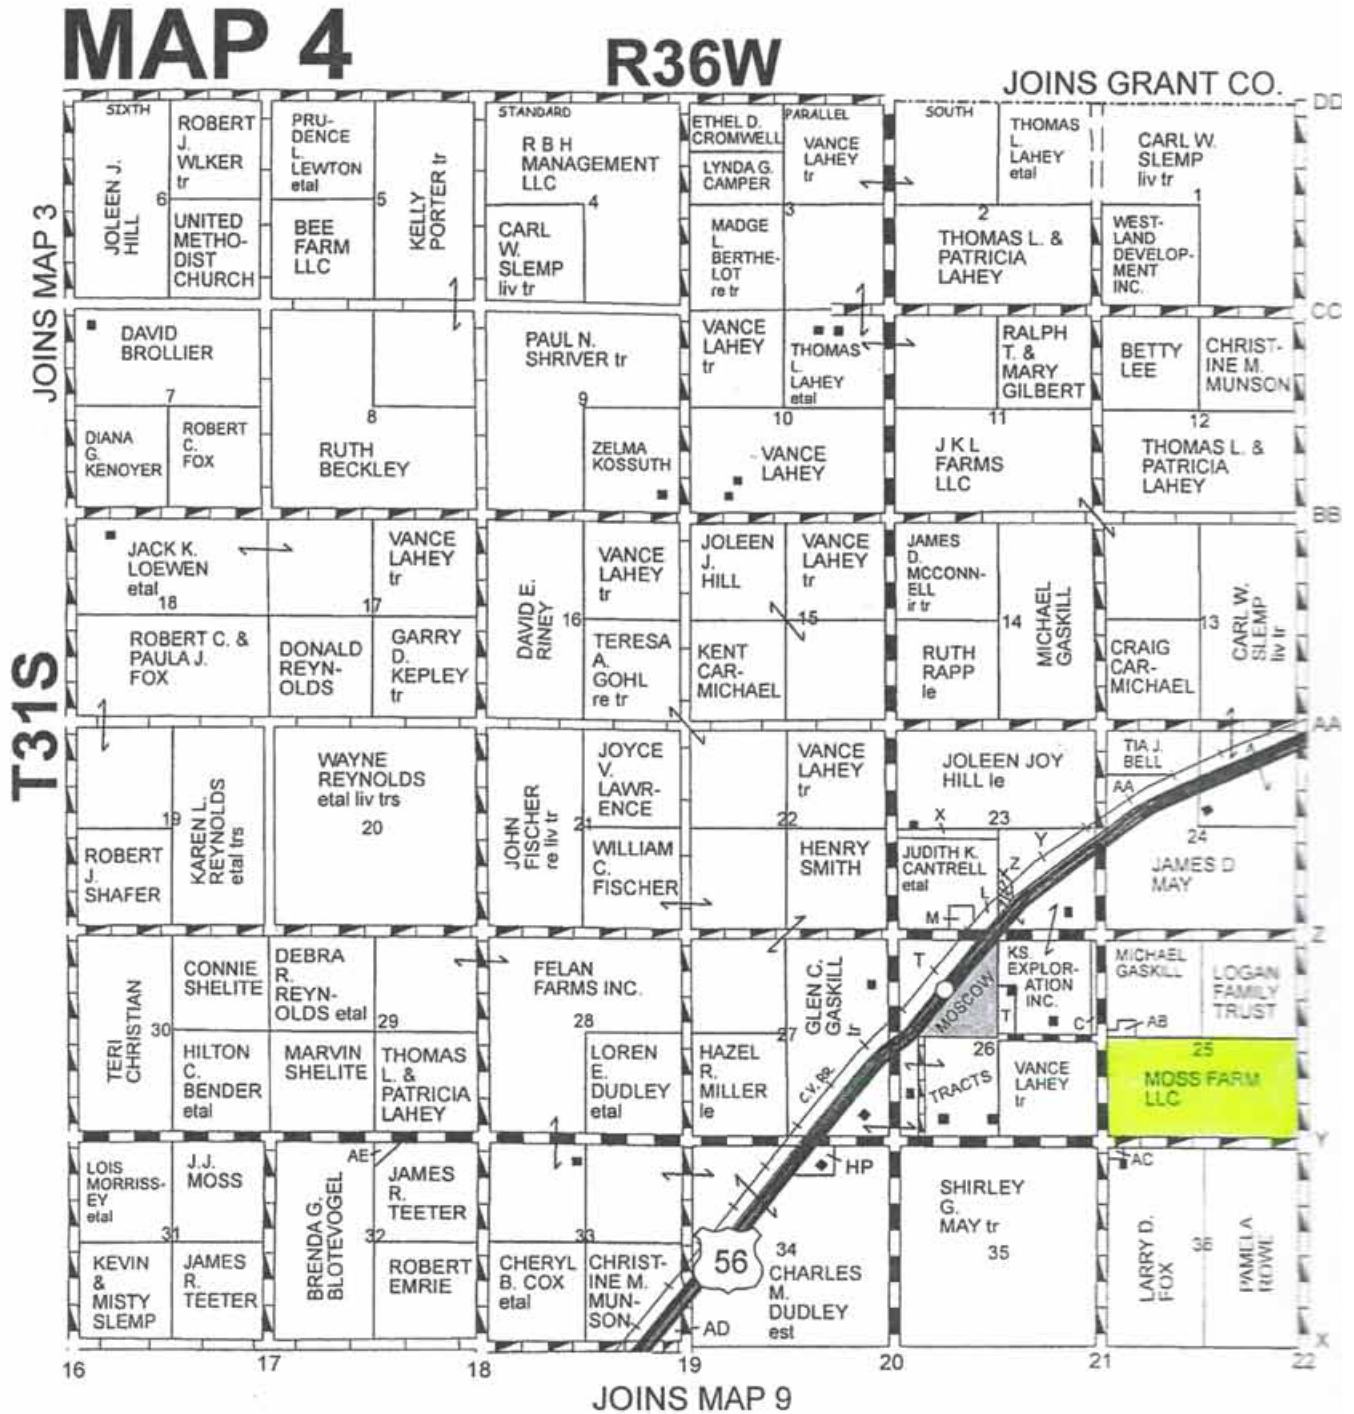 MAP 4
R36W
JOINS GRANT CO.
JOINS MAP 3
T31S
SIXTH
STANDARD
PARALLEL
SOUTH
DD
JOLEEN J.
HILL
6
ROBERT
J.
WLKER
tr
UNITED
METHO-
DIST
CHURCH
PRU-
DENCE
L.
LEWTON
etal
BEE
FARM
LLC
5
KELLY
PORTER tr
R B H
MANAGEMENT
LLC
4
CARL
W.
SLEMP
liv tr
ETHEL D.
CROMWELL
LYNDA G.
CAMPER
VANCE
LAHEY
tr
3
MADGE
L.
BERTHE-
LOT
re tr
THOMAS
L.
LAHEY
etal
2
THOMAS L. &
PATRICIA
LAHEY
CARL W.
SLEMP
liv tr
1
WEST-
LAND
DEVELOP-
MENT
INC.
CC
DAVID
BROLLIER
7
DIANA
G.
KENOYER
ROBERT
C.
FOX
8
RUTH
BECKLEY
PAUL N.
SHRIVER tr
9
ZELMA
KOSSUTH
VANCE
LAHEY
tr
THOMAS
L.
LAHEY
etal
10
VANCE
LAHEY
RALPH
T. &
MARY
GILBERT
11
J K L
FARMS
LLC
BETTY
LEE
CHRIST-
INE M.
MUNSON
12
THOMAS L. &
PATRICIA
LAHEY
BB
JACK K.
LOEWEN
etal
18
ROBERT C. &
PAULA J.
FOX
VANCE
LAHEY
tr
17
DONALD
REYN-
OLDS
GARRY
D.
KEPLEY
tr
DAVID E.
RINEY
16
VANCE
LAHEY
tr
TERESA
A.
GOHL
re tr
JOLEEN
J.
HILL
VANCE
LAHEY
tr
15
KENT
CAR-
MICHAEL
JAMES
D.
MCCONN-
ELL
ir tr
14
RUTH
RAPP
le
MICHAEL
GASKILL
13
CRAIG
CAR-
MICHAEL
CARL W.
SLEMP
liv tr
AA
19
ROBERT
J.
SHAFER
KAREN L.
REYNOLDS
etal trs
WAYNE
REYNOLDS
etal liv trs
20
JOHN
FISCHER
re liv tr
21
JOYCE
V.
LAWR-
ENCE
WILLIAM
C.
FISCHER
22
VANCE
LAHEY
tr
HENRY
SMITH
JOLEEN JOY
HILL le
X
23
Y
JUDITH K.
CANTRELL
etal
Z
L
M
TIA J.
BELL
AA
24
JAMES D
MAY
Z
TERI
CHRISTIAN
30
CONNIE
SHELITE
HILTON
C.
BENDER
etal
DEBRA
R.
REYN-
OLDS etal
29
MARVIN
SHELITE
THOMAS
L. &
PATRICIA
LAHEY
FELAN
FARMS INC.
28
LOREN
E.
DUDLEY
etal
GLEN C.
GASKILL
tr
27
HAZEL
R.
MILLER
le
C.V. RR.
T
MOSCOW
KS.
EXPLOR-
ATION
INC.
T
C
26
TRACTS
VANCE
LAHEY
tr
MICHAEL
GASKILL
AB
LOGAN
FAMILY
TRUST
25
MOSS FARM
LLC
Y
LOIS
MORRISS-
EY
etal
J.J.
MOSS
31
KEVIN
&
MISTY
SLEMP
JAMES
R.
TEETER
BRENDA G.
BLOTEVOGEL
AE
JAMES
R.
TEETER
32
ROBERT
EMRIE
33
CHERYL
B. COX
etal
CHRIST-
INE M.
MUN-
SON
HP
56
34
CHARLES
M.
DUDLEY
est
AD
SHIRLEY
G.
MAY tr
35
AC
LARRY D.
FOX
36
PAMELA
ROWE
X
16 17 18 19 20 21 22
JOINS MAP 9